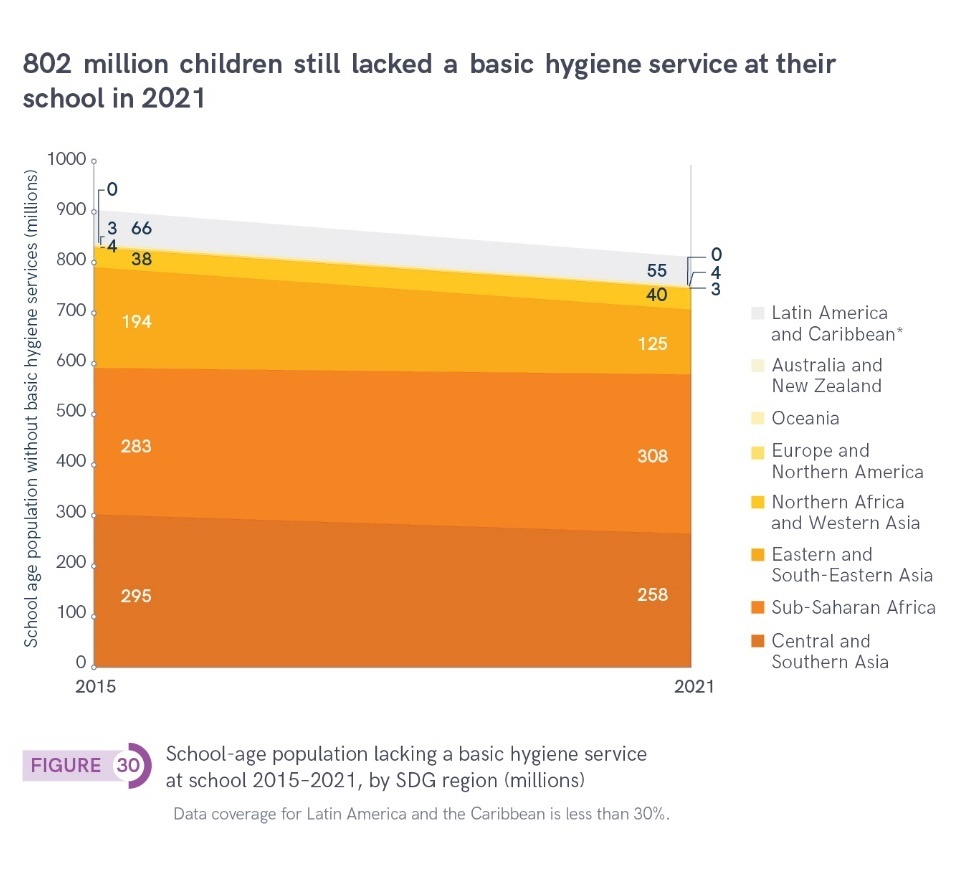 802 million children still lacked a basic hygiene service at their
school in 2021
School age population without basic hygiene services (millions)
1000
900
800
700
600
500
400
300
200
100
0
0
3 66
4
38
194
283
295
0
55
4
40
3
125
308
258
2015
2021
Latin America
and Caribbean*
Australia and
New Zealand
Oceania
Europe and
Northern America
Northern Africa
and Western Asia
Eastern and
South-Eastern Asia
Sub-Saharan Africa
Central and
Southern Asia
FIGURE 30
School-age population lacking a basic hygiene service
at school 2015–2021, by SDG region (millions)
Data coverage for Latin America and the Caribbean is less than 30%.